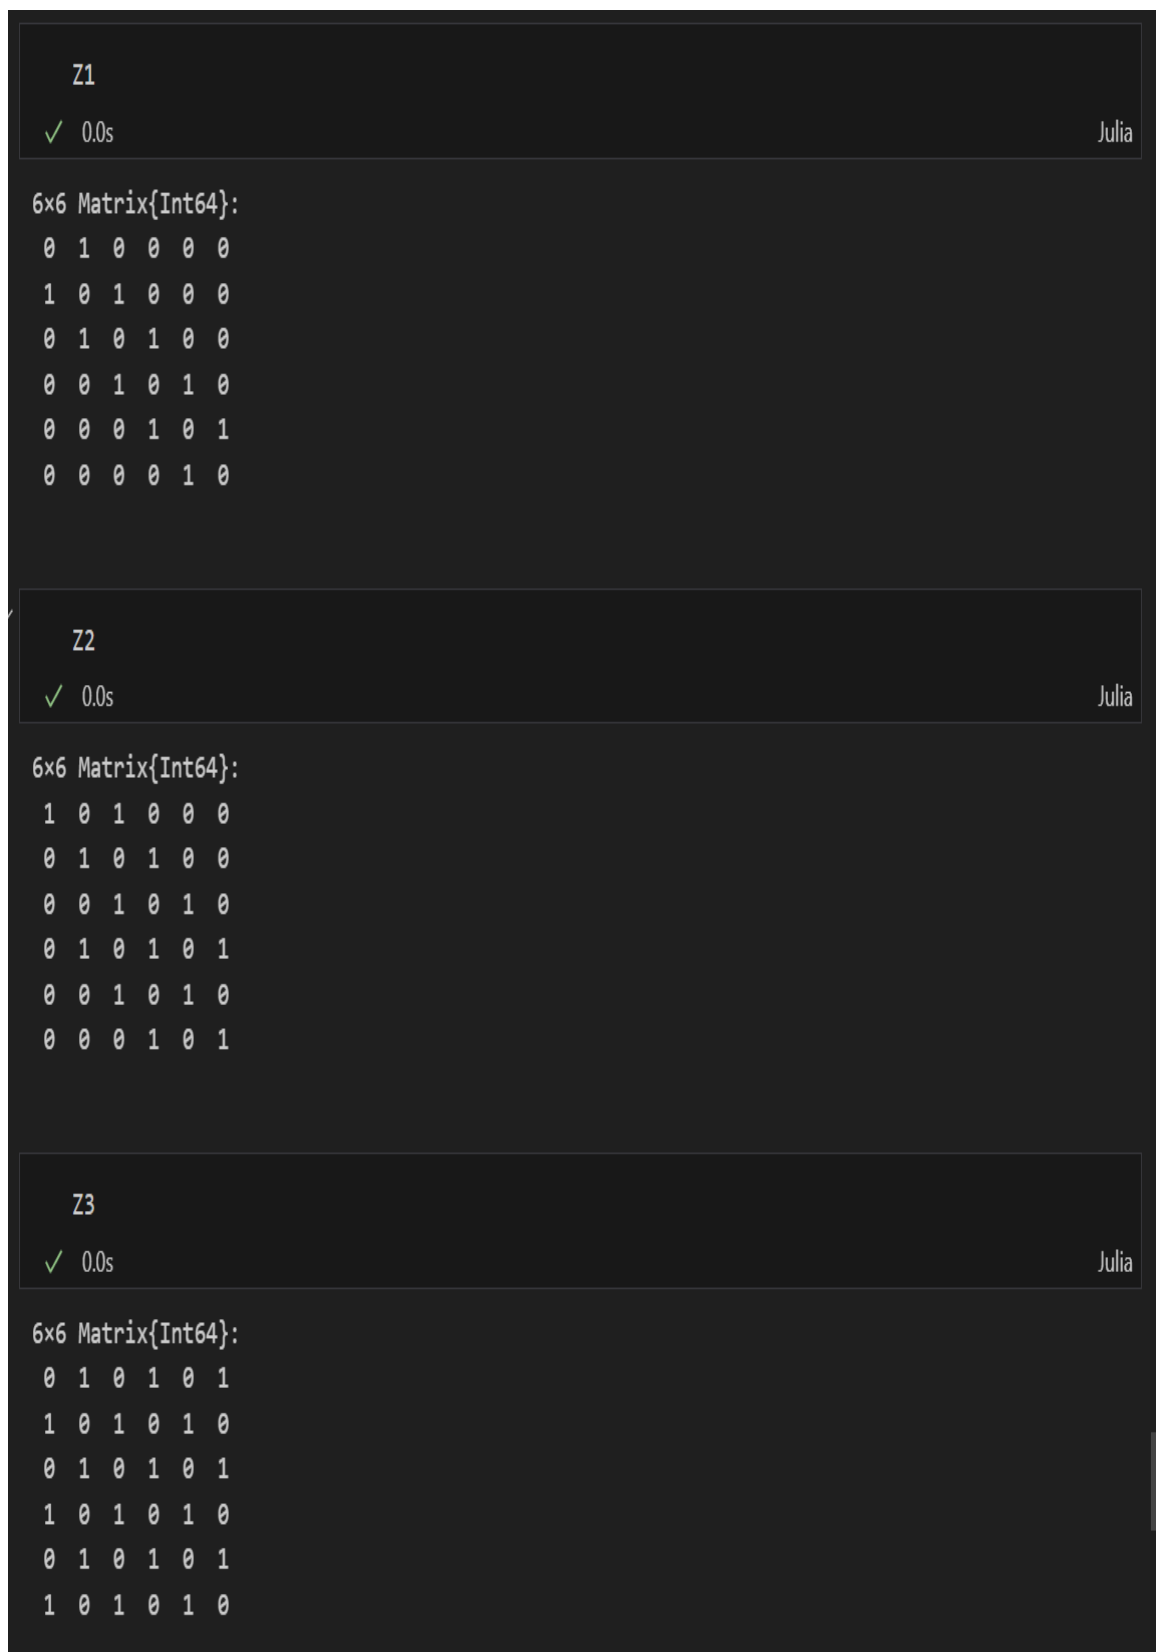 Z1
0.0s Julia
6×6 Matrix{Int64}:
0 1 0 0 0 0
1 0 1 0 0 0
0 1 0 1 0 0
0 0 1 0 1 0
0 0 0 1 0 1
0 0 0 0 1 0
Z2
0.0s Julia
6×6 Matrix{Int64}:
1 0 1 0 0 0
0 1 0 1 0 0
0 0 1 0 1 0
0 1 0 1 0 1
0 0 1 0 1 0
0 0 0 1 0 1
Z3
0.0s Julia
6×6 Matrix{Int64}:
0 1 0 1 0 1
1 0 1 0 1 0
0 1 0 1 0 1
1 0 1 0 1 0
0 1 0 1 0 1
1 0 1 0 1 0